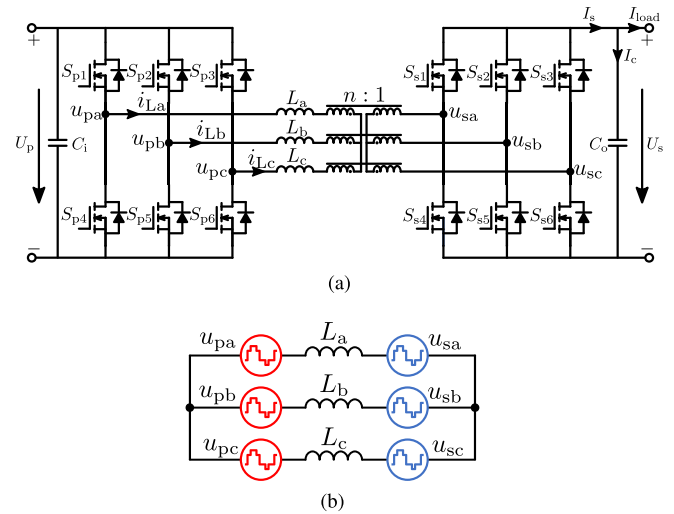 I_s I_load
+ +
I_c
S_p1 S_p2 S_p3 S_s1 S_s2 S_s3
n : 1
L_a
i_La
u_pa u_sa
L_b
i_Lb
u_pb u_sb
U_p C_i C_o U_s
L_c
i_Lc
u_pc u_sc
S_p4 S_p5 S_p6 S_s4 S_s5 S_s6
− −
(a)
u_pa L_a u_sa
u_pb L_b u_sb
u_pc L_c u_sc
(b)